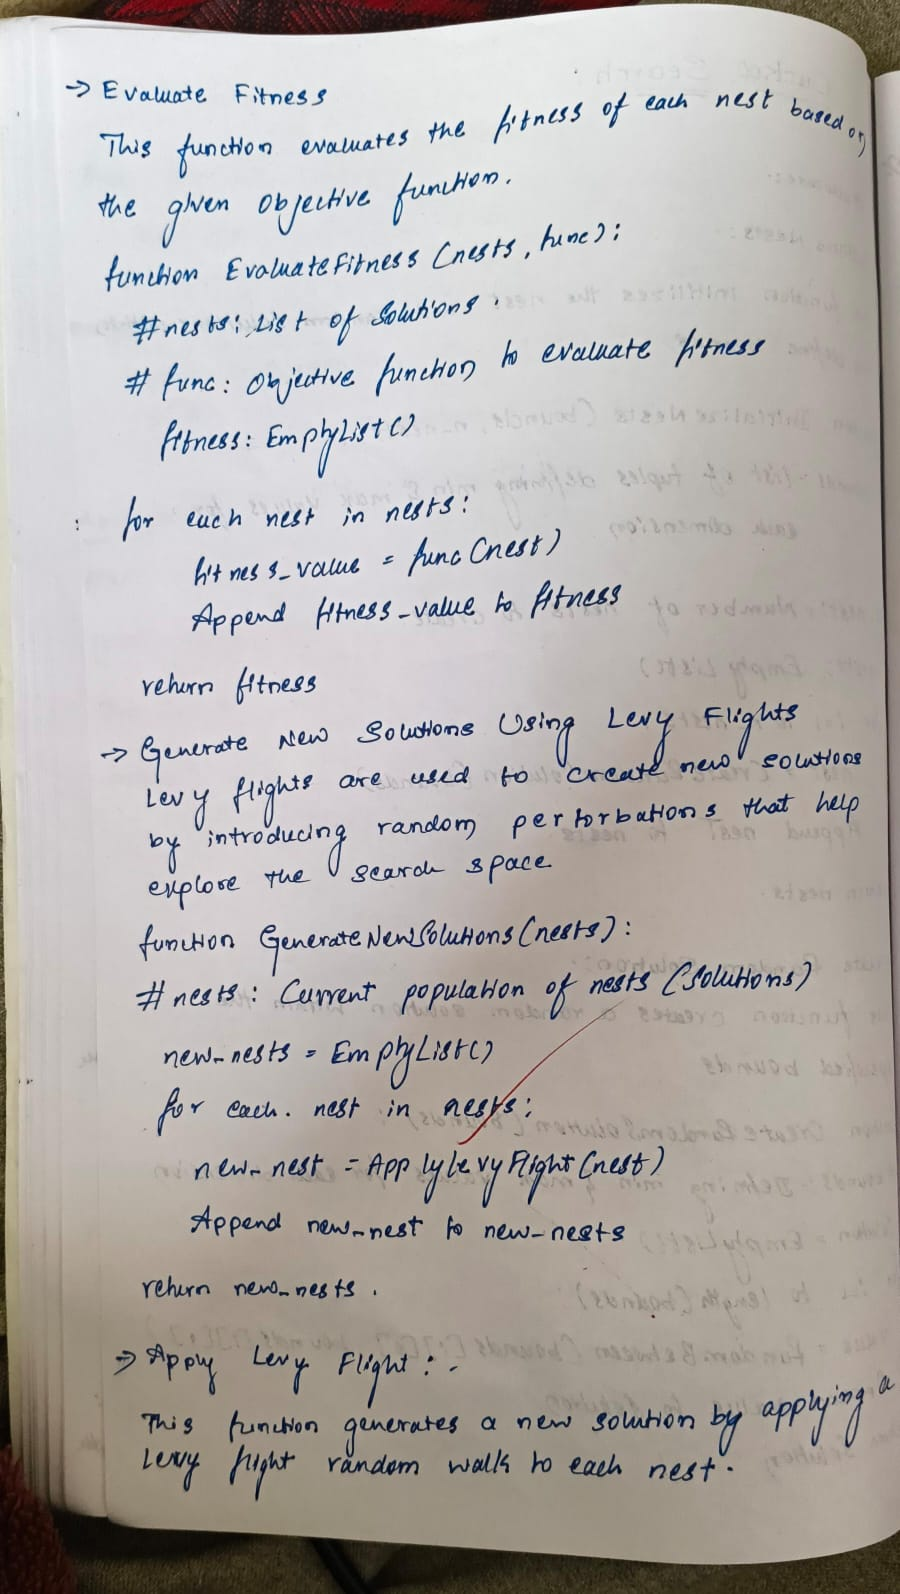 → Evaluate Fitness
This function evaluates the fitness of each nest based on
the given objective function.
function EvaluateFitness (nests, func):
#nests: List of Solutions.
# func: Objective function to evaluate fitness
fitness: EmptyList()
: for each nest in nests:
fitness_value = func(nest)
Append fitness_value to fitness
return fitness
→ Generate New Solutions Using Levy Flights
Levy flights are used to create new solutions
by introducing random perforbations that help
explore the search space
function GenerateNewSolutions(nests):
# nests: Current population of nests (Solutions)
new_nests = EmptyList()
for each. nest in nests:
new_nest = ApplyLevyFlight(nest)
Append new_nest to new_nests
return new_nests.
→ Apply Levy Flight: -
This function generates a new solution by applying a
Levy flight random walk to each nest.